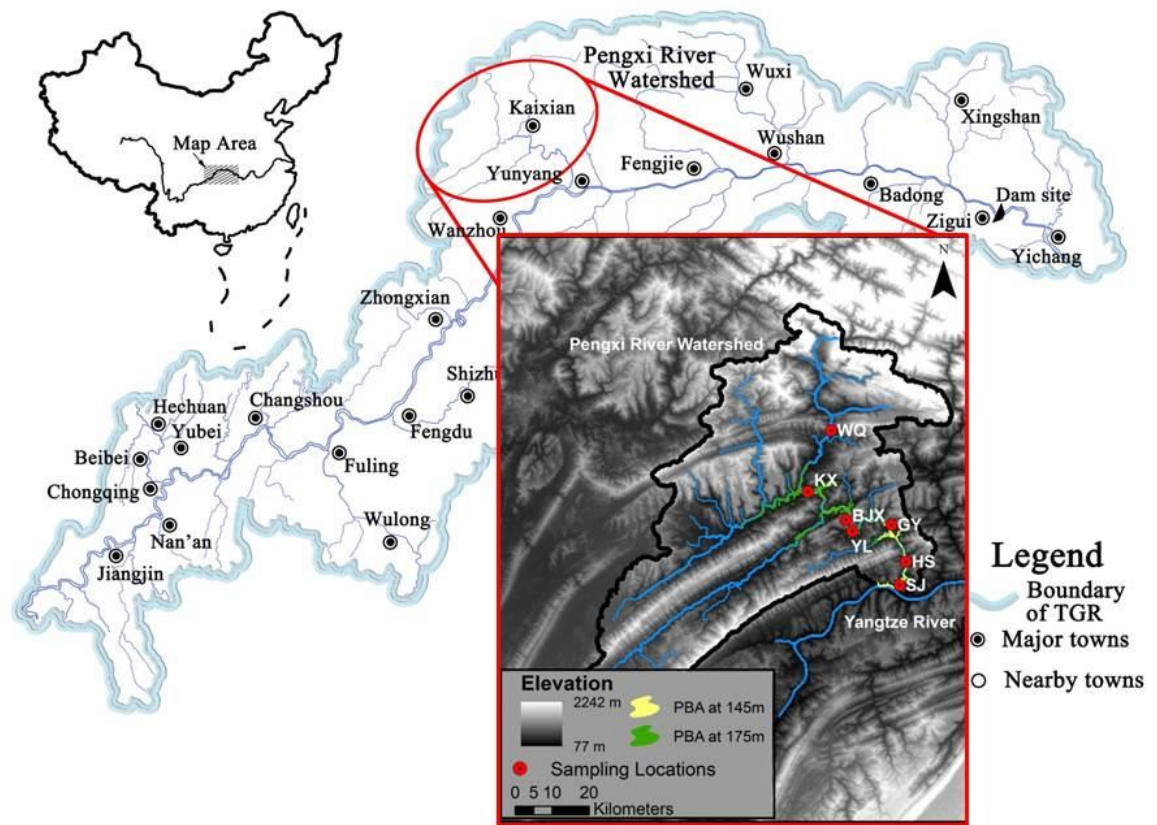 Map Area
Pengxi River
Watershed
Wuxi
Kaixian
Xingshan
Wushan
Fengjie
Yunyang
Badong
Dam site
Zigui
Wanzhou
Yichang
Zhongxian
Shizhu
Hechuan
Changshou
Yubei
Fengdu
Beibei
Fuling
Chongqing
Wulong
Nan'an
Jiangjin
N
Pengxi River Watershed
WQ
KX
BJX
GY
YL
HS
SJ
Yangtze River
Elevation
2242 m
77 m
PBA at 145m
PBA at 175m
Sampling Locations
0 5 10 20
Kilometers
Legend
Boundary
of TGR
Major towns
Nearby towns